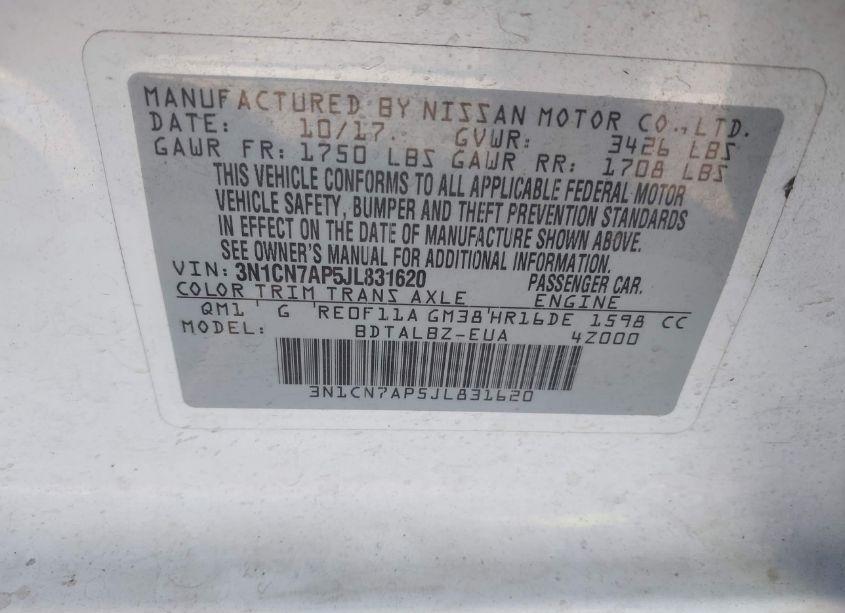 MANUFACTURED BY NISSAN MOTOR CO.,LTD.
DATE: 10/17 GVWR: 3426 LBS
GAWR FR: 1750 LBS GAWR RR: 1708 LBS
THIS VEHICLE CONFORMS TO ALL APPLICABLE FEDERAL MOTOR
VEHICLE SAFETY, BUMPER AND THEFT PREVENTION STANDARDS
IN EFFECT ON THE DATE OF MANUFACTURE SHOWN ABOVE.
SEE OWNER'S MANUAL FOR ADDITIONAL INFORMATION.
VIN: 3N1CN7AP5JL831620 PASSENGER CAR.
COLOR TRIM TRANS AXLE ENGINE
QM1 ' G RE0F11A GM38'HR16DE 1598 CC
MODEL: BDTALBZ-EUA 4Z000
3N1CN7AP5JL831620